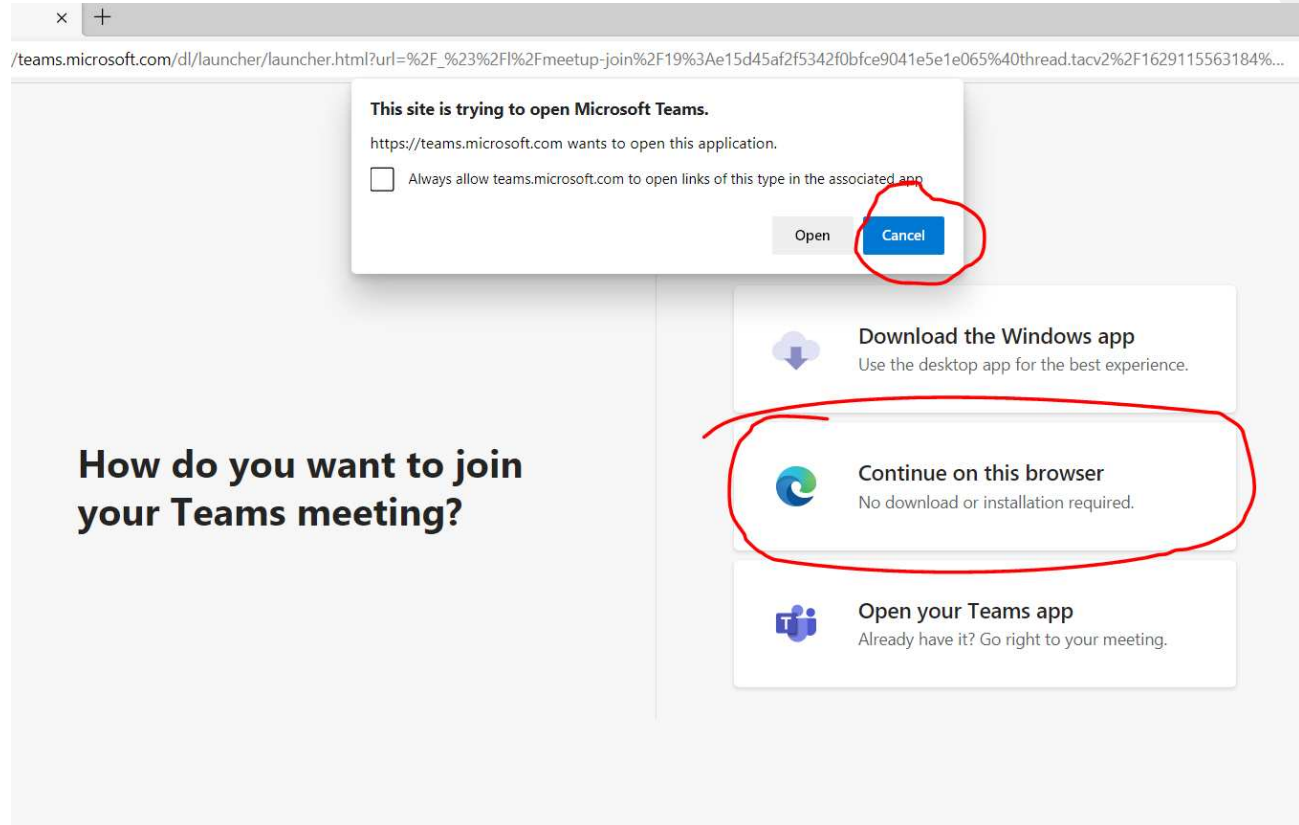 × +
/teams.microsoft.com/dl/launcher/launcher.html?url=%2F_%23%2Fl%2Fmeetup-join%2F19%3Ae15d45af2f5342f0bfce9041e5e1e065%40thread.tacv2%2F1629115563184%...
This site is trying to open Microsoft Teams.
https://teams.microsoft.com wants to open this application.
Always allow teams.microsoft.com to open links of this type in the associated app
Open Cancel
Download the Windows app
Use the desktop app for the best experience.
How do you want to join
your Teams meeting?
Continue on this browser
No download or installation required.
Open your Teams app
Already have it? Go right to your meeting.